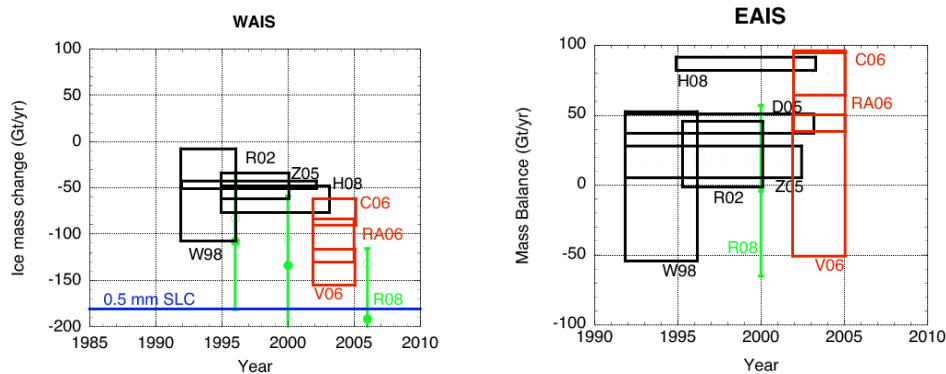 WAIS
Ice mass change (Gt/yr)
100
50
0
-50
-100
-150
-200
R02
Z05
H08
C06
RA06
W98
V06
R08
0.5 mm SLC
1985 1990 1995 2000 2005 2010
Year
EAIS
Mass Balance (Gt/yr)
100
50
0
-50
-100
C06
H08
RA06
D05
Z05
R02
R08
W98
V06
1990 1995 2000 2005 2010
Year